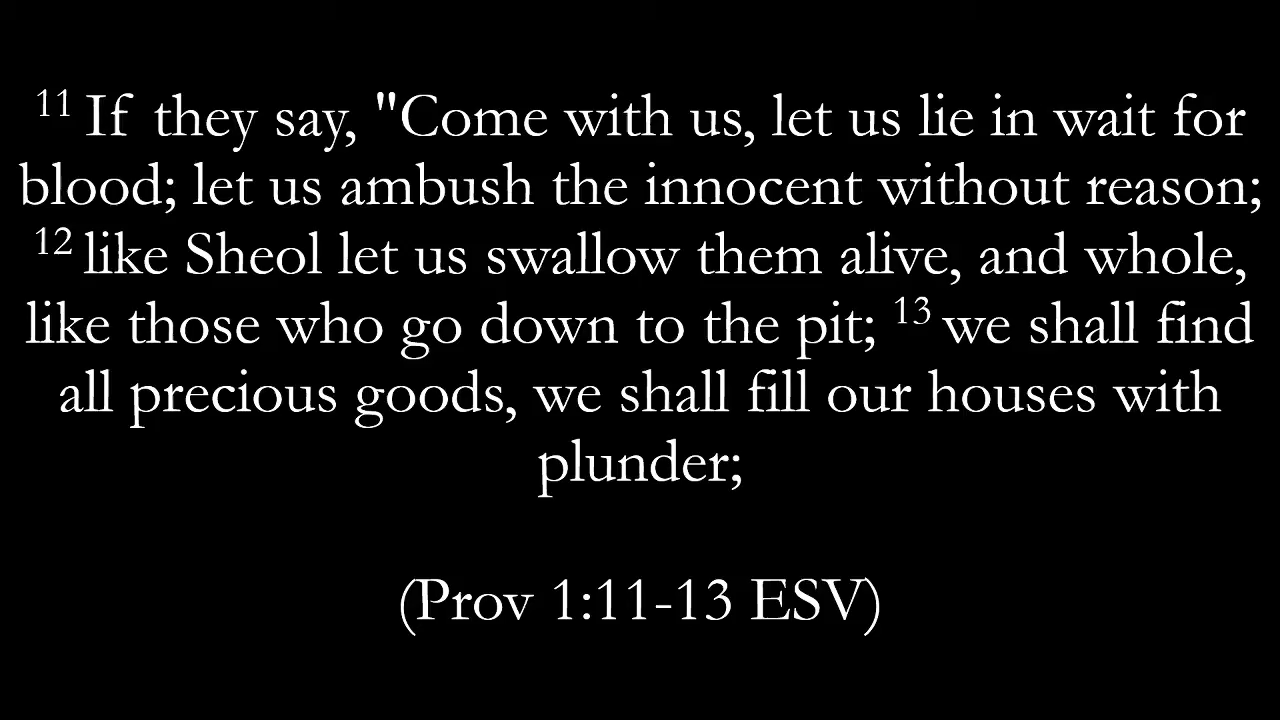 11 If they say, "Come with us, let us lie in wait for
blood; let us ambush the innocent without reason;
12 like Sheol let us swallow them alive, and whole,
like those who go down to the pit; 13 we shall find
all precious goods, we shall fill our houses with
plunder;
(Prov 1:11-13 ESV)